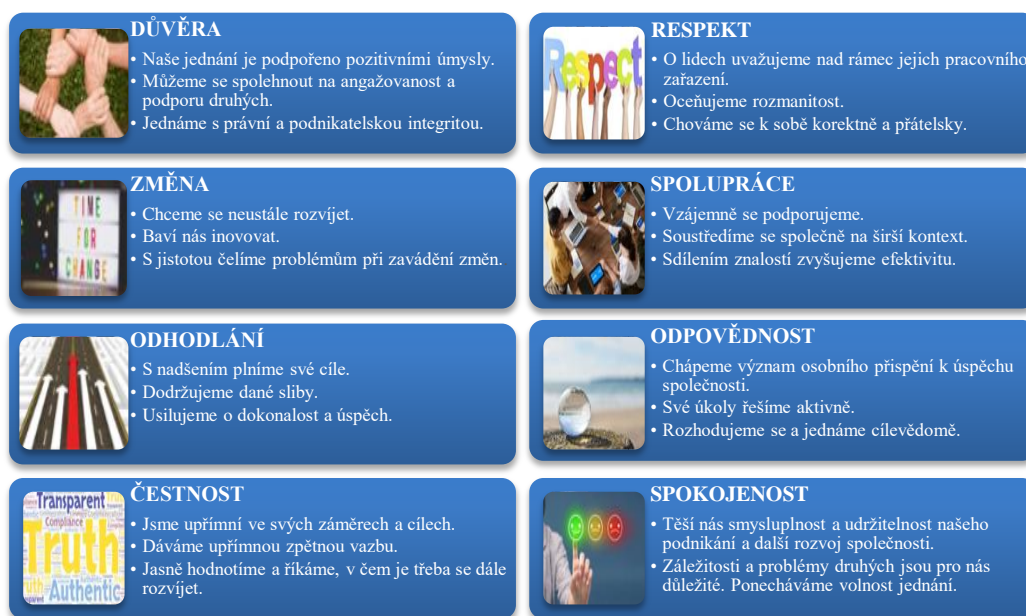 DŮVĚRA
• Naše jednání je podpořeno pozitivními úmysly.
• Můžeme se spolehnout na angažovanost a
podporu druhých.
• Jednáme s právní a podnikatelskou integritou.
Respect
RESPEKT
• O lidech uvažujeme nad rámec jejich pracovního
zařazení.
• Oceňujeme rozmanitost.
• Chováme se k sobě korektně a přátelsky.
TIME
FOR
CHANGE
ZMĚNA
• Chceme se neustále rozvíjet.
• Baví nás inovovat.
• S jistotou čelíme problémům při zavádění změn.
SPOLUPRÁCE
• Vzájemně se podporujeme.
• Soustředíme se společně na širší kontext.
• Sdílením znalostí zvyšujeme efektivitu.
ODHODLÁNÍ
• S nadšením plníme své cíle.
• Dodržujeme dané sliby.
• Usilujeme o dokonalost a úspěch.
ODPOVĚDNOST
• Chápeme význam osobního přispění k úspěchu
společnosti.
• Své úkoly řešíme aktivně.
• Rozhodujeme se a jednáme cílevědomě.
Transparent
Compliance
Truth
Authentic
ČESTNOST
• Jsme upřímní ve svých záměrech a cílech.
• Dáváme upřímnou zpětnou vazbu.
• Jasně hodnotíme a říkáme, v čem je třeba se dále
rozvíjet.
SPOKOJENOST
• Těší nás smysluplnost a udržitelnost našeho
podnikání a další rozvoj společnosti.
• Záležitosti a problémy druhých jsou pro nás
důležité. Ponecháváme volnost jednání.